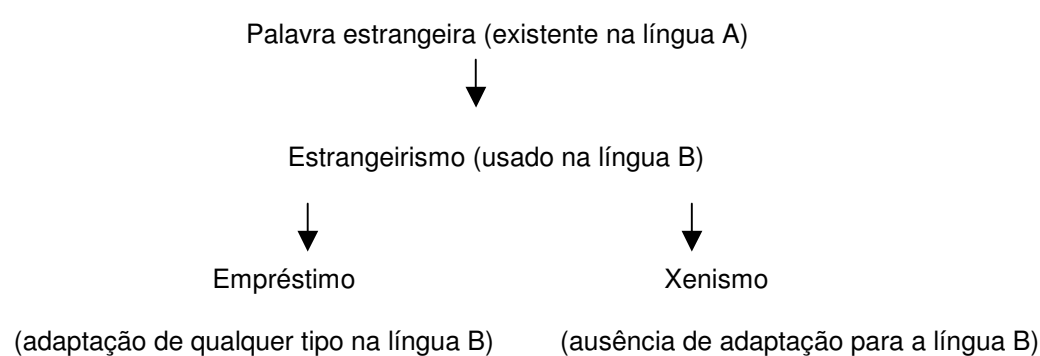 Palavra estrangeira (existente na língua A)
Estrangeirismo (usado na língua B)
Empréstimo Xenismo
(adaptação de qualquer tipo na língua B) (ausência de adaptação para a língua B)